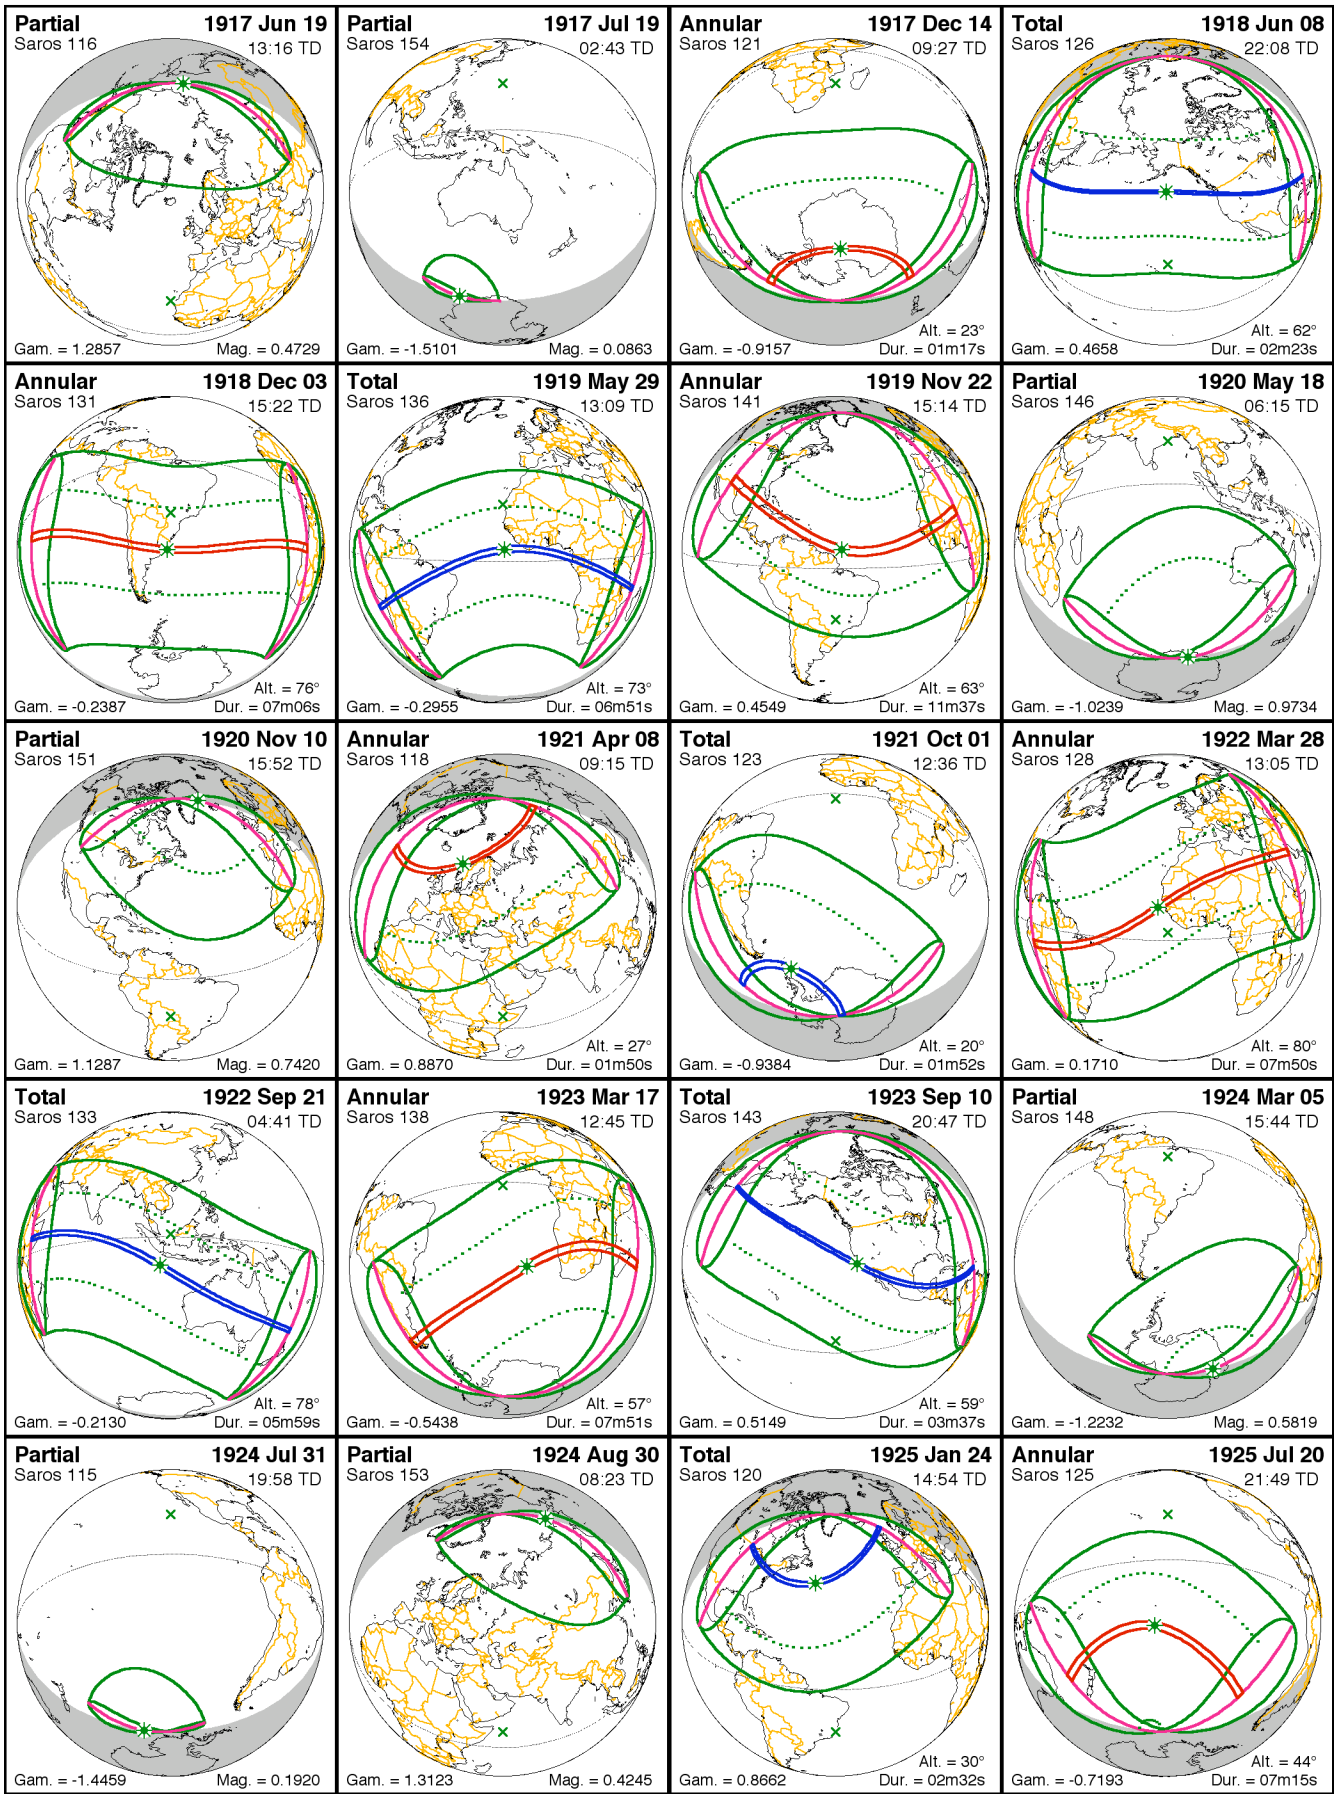 Partial 1917 Jun 19
Saros 116 13:16 TD
Gam. = 1.2857 Mag. = 0.4729
Partial 1917 Jul 19
Saros 154 02:43 TD
Gam. = -1.5101 Mag. = 0.0863
Annular 1917 Dec 14
Saros 121 09:27 TD
Alt. = 23°
Gam. = -0.9157 Dur. = 01m17s
Total 1918 Jun 08
Saros 126 22:08 TD
Alt. = 62°
Gam. = 0.4658 Dur. = 02m23s
Annular 1918 Dec 03
Saros 131 15:22 TD
Alt. = 76°
Gam. = -0.2387 Dur. = 07m06s
Total 1919 May 29
Saros 136 13:09 TD
Alt. = 73°
Gam. = -0.2955 Dur. = 06m51s
Annular 1919 Nov 22
Saros 141 15:14 TD
Alt. = 63°
Gam. = 0.4549 Dur. = 11m37s
Partial 1920 May 18
Saros 146 06:15 TD
Gam. = -1.0239 Mag. = 0.9734
Partial 1920 Nov 10
Saros 151 15:52 TD
Gam. = 1.1287 Mag. = 0.7420
Annular 1921 Apr 08
Saros 118 09:15 TD
Alt. = 27°
Gam. = 0.8870 Dur. = 01m50s
Total 1921 Oct 01
Saros 123 12:36 TD
Alt. = 20°
Gam. = -0.9384 Dur. = 01m52s
Annular 1922 Mar 28
Saros 128 13:05 TD
Alt. = 80°
Gam. = 0.1710 Dur. = 07m50s
Total 1922 Sep 21
Saros 133 04:41 TD
Alt. = 78°
Gam. = -0.2130 Dur. = 05m59s
Annular 1923 Mar 17
Saros 138 12:45 TD
Alt. = 57°
Gam. = -0.5438 Dur. = 07m51s
Total 1923 Sep 10
Saros 143 20:47 TD
Alt. = 59°
Gam. = 0.5149 Dur. = 03m37s
Partial 1924 Mar 05
Saros 148 15:44 TD
Gam. = -1.2232 Mag. = 0.5819
Partial 1924 Jul 31
Saros 115 19:58 TD
Gam. = -1.4459 Mag. = 0.1920
Partial 1924 Aug 30
Saros 153 08:23 TD
Gam. = 1.3123 Mag. = 0.4245
Total 1925 Jan 24
Saros 120 14:54 TD
Alt. = 30°
Gam. = 0.8662 Dur. = 02m32s
Annular 1925 Jul 20
Saros 125 21:49 TD
Alt. = 44°
Gam. = -0.7193 Dur. = 07m15s